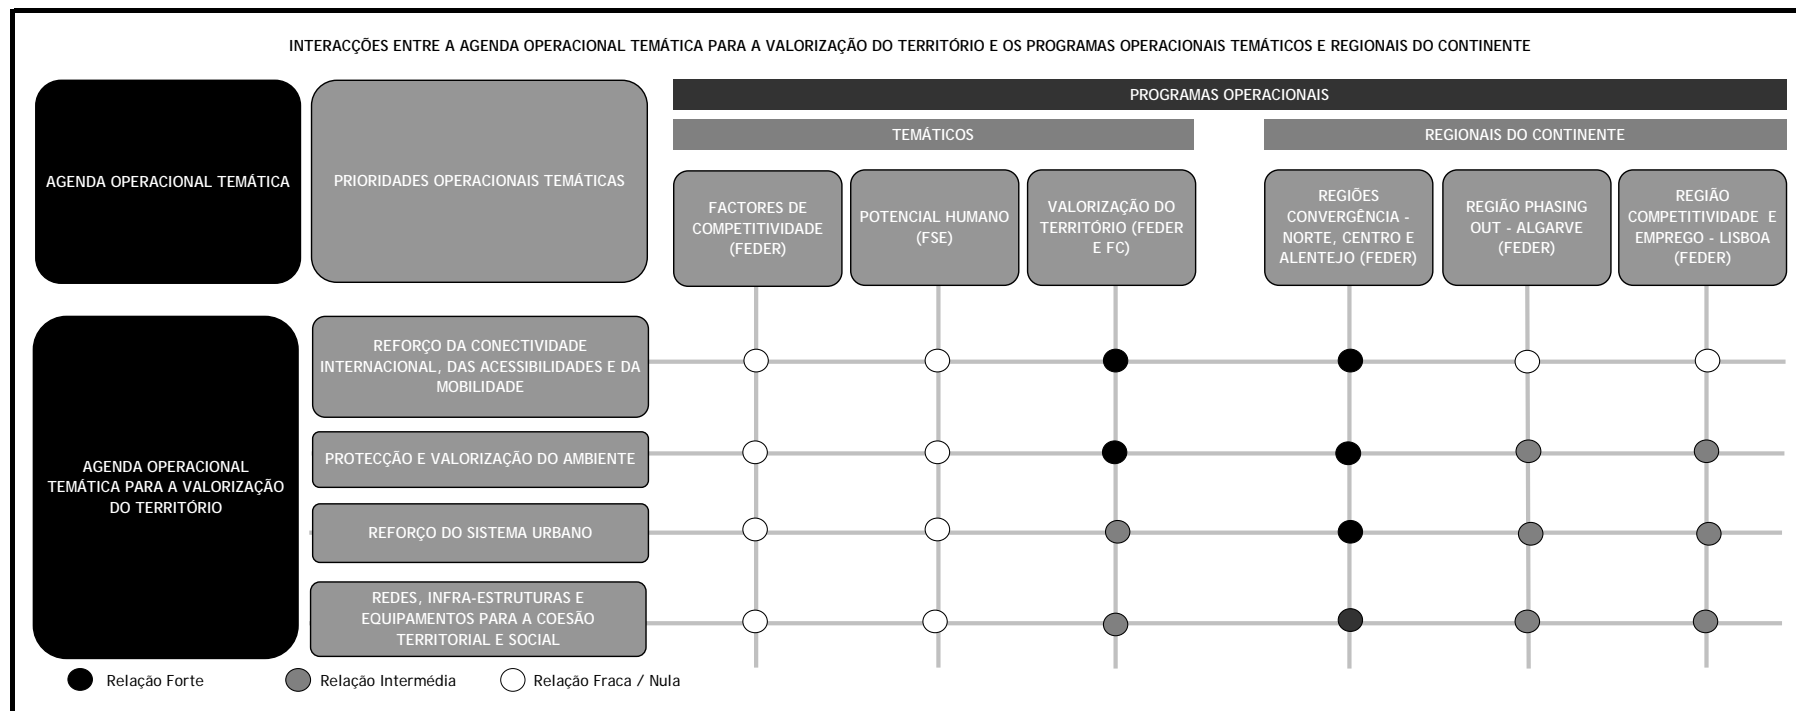 INTERACÇÕES ENTRE A AGENDA OPERACIONAL TEMÁTICA PARA A VALORIZAÇÃO DO TERRITÓRIO E OS PROGRAMAS OPERACIONAIS TEMÁTICOS E REGIONAIS DO CONTINENTE
AGENDA OPERACIONAL TEMÁTICA
PRIORIDADES OPERACIONAIS TEMÁTICAS
PROGRAMAS OPERACIONAIS
TEMÁTICOS
REGIONAIS DO CONTINENTE
FACTORES DE
COMPETITIVIDADE
(FEDER)
POTENCIAL HUMANO
(FSE)
VALORIZAÇÃO DO
TERRITÓRIO (FEDER
E FC)
REGIÕES
CONVERGÊNCIA -
NORTE, CENTRO E
ALENTEJO (FEDER)
REGIÃO PHASING
OUT - ALGARVE
(FEDER)
REGIÃO
COMPETITIVIDADE E
EMPREGO - LISBOA
(FEDER)
AGENDA OPERACIONAL
TEMÁTICA PARA A VALORIZAÇÃO
DO TERRITÓRIO
REFORÇO DA CONECTIVIDADE
INTERNACIONAL, DAS ACESSIBILIDADES E DA
MOBILIDADE
PROTECÇÃO E VALORIZAÇÃO DO AMBIENTE
REFORÇO DO SISTEMA URBANO
REDES, INFRA-ESTRUTURAS E
EQUIPAMENTOS PARA A COESÃO
TERRITORIAL E SOCIAL
Relação Forte
Relação Intermédia
Relação Fraca / Nula